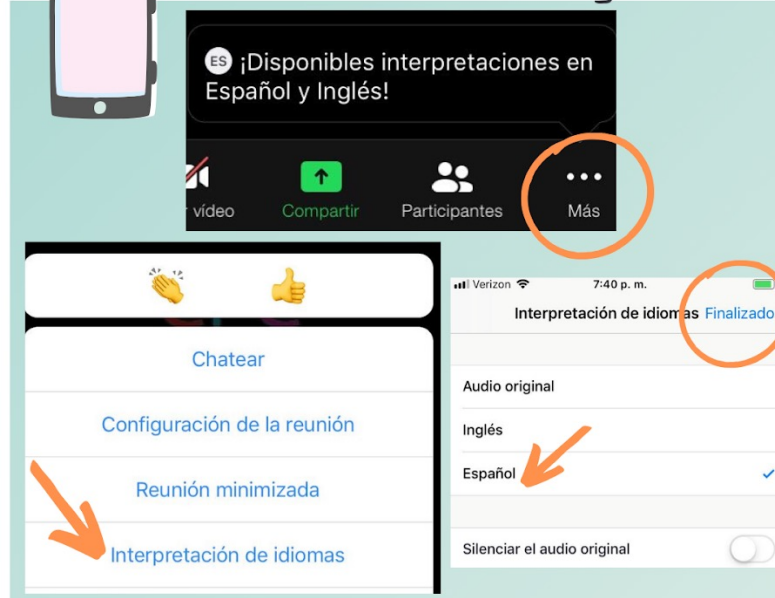 ES ¡Disponibles interpretaciones en
Español y Inglés!
vídeo
Compartir
Participantes
Más
Chatear
Configuración de la reunión
Reunión minimizada
Interpretación de idiomas
Verizon
7:40 p. m.
Interpretación de idiomas Finalizado
Audio original
Inglés
Español
Silenciar el audio original